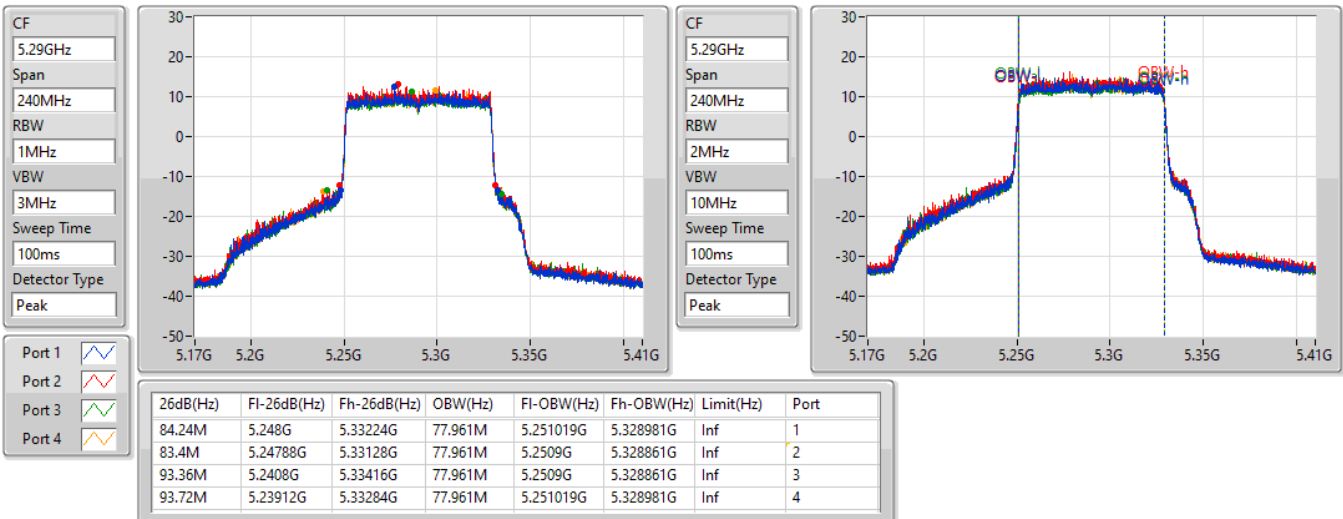 CF
5.29GHz
Span
240MHz
RBW
1MHz
VBW
3MHz
Sweep Time
100ms
Detector Type
Peak
30
20
10
0
-10
-20
-30
-40
-50
5.17G 5.2G 5.25G 5.3G 5.35G 5.41G
CF
5.29GHz
Span
240MHz
RBW
2MHz
VBW
10MHz
Sweep Time
100ms
Detector Type
Peak
30
20
10
0
-10
-20
-30
-40
-50
OBW-l OBW-h
5.17G 5.2G 5.25G 5.3G 5.35G 5.41G
Port 1
Port 2
Port 3
Port 4
26dB(Hz) Fl-26dB(Hz) Fh-26dB(Hz) OBW(Hz) Fl-OBW(Hz) Fh-OBW(Hz) Limit(Hz) Port
84.24M 5.248G 5.33224G 77.961M 5.251019G 5.328981G Inf 1
83.4M 5.24788G 5.33128G 77.961M 5.2509G 5.328861G Inf 2
93.36M 5.2408G 5.33416G 77.961M 5.2509G 5.328861G Inf 3
93.72M 5.23912G 5.33284G 77.961M 5.251019G 5.328981G Inf 4